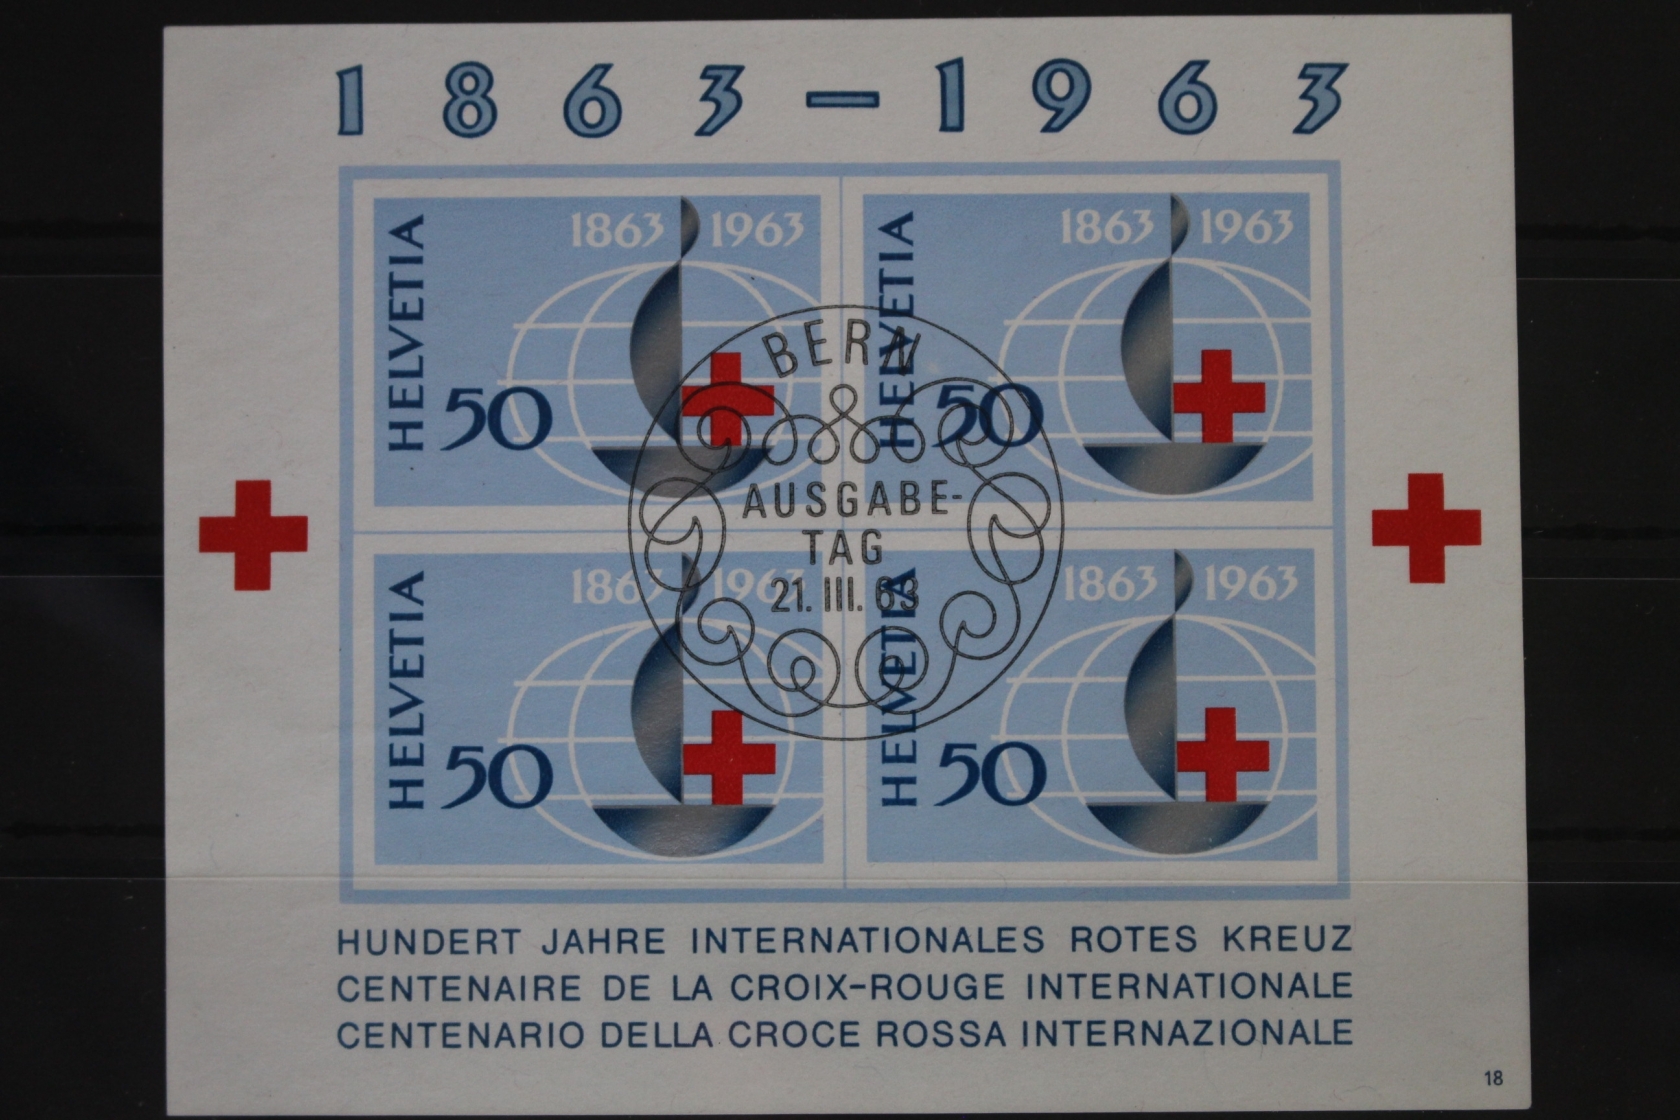 1863–1963
HELVETIA
50
1863 1963
HELVETIA
50
1863 1963
HELVETIA
50
1863 1963
HELVETIA
50
1863 1963
BERN
AUSGABE-
TAG
21. III. 63
HUNDERT JAHRE INTERNATIONALES ROTES KREUZ
CENTENAIRE DE LA CROIX-ROUGE INTERNATIONALE
CENTENARIO DELLA CROCE ROSSA INTERNAZIONALE
18